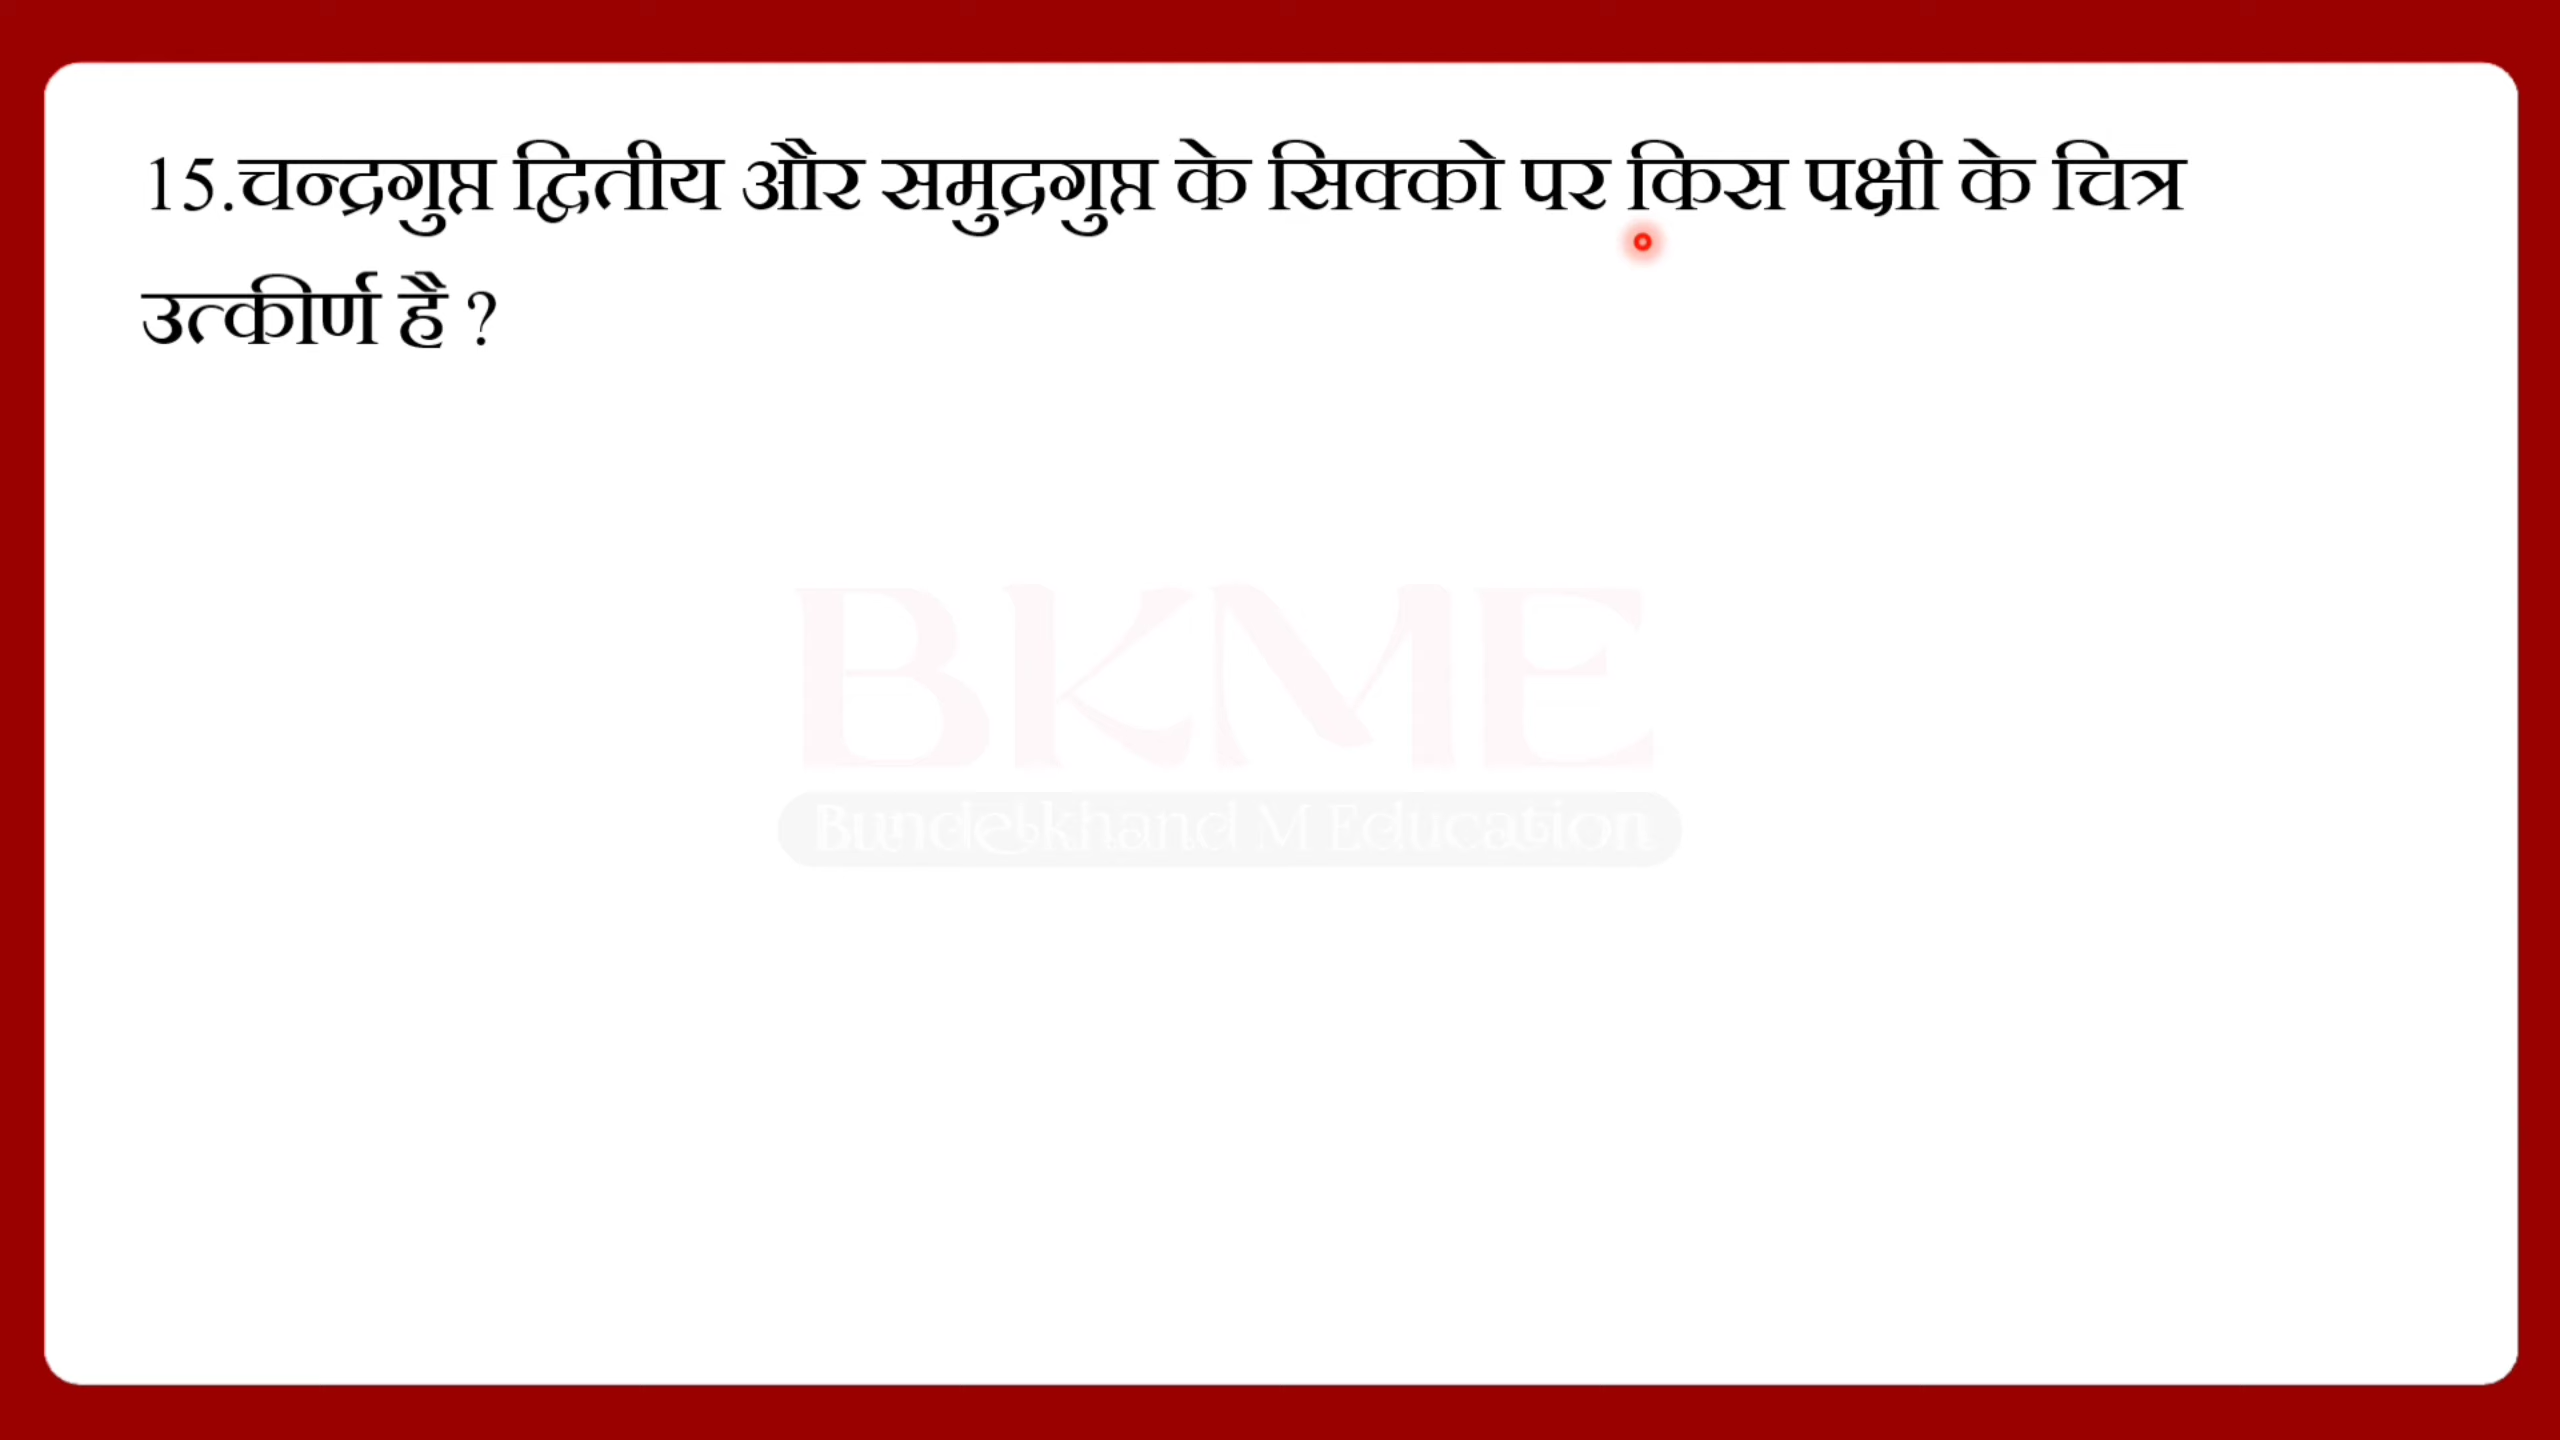 15.चन्द्रगुप्त द्वितीय और समुद्रगुप्त के सिक्को पर किस पक्षी के चित्र
उत्कीर्ण है ?
BKME
Bundelkhand M Education